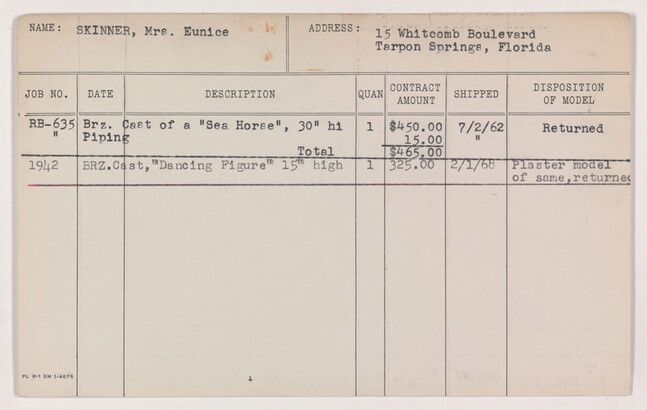 NAME: SKINNER, Mrs. Eunice
ADDRESS: 15 Whitcomb Boulevard
Tarpon Springs, Florida
JOB NO. DATE DESCRIPTION QUAN CONTRACT AMOUNT SHIPPED DISPOSITION OF MODEL
RB-635 Brz. Cast of a "Sea Horse", 30" hi 1 $450.00 7/2/62 Returned
" Piping 15.00 "
Total $465.00
1942 BRZ.Cast,"Dancing Figure" 15" high 1 325.00 2/1/68 Plaster model
of same,returned